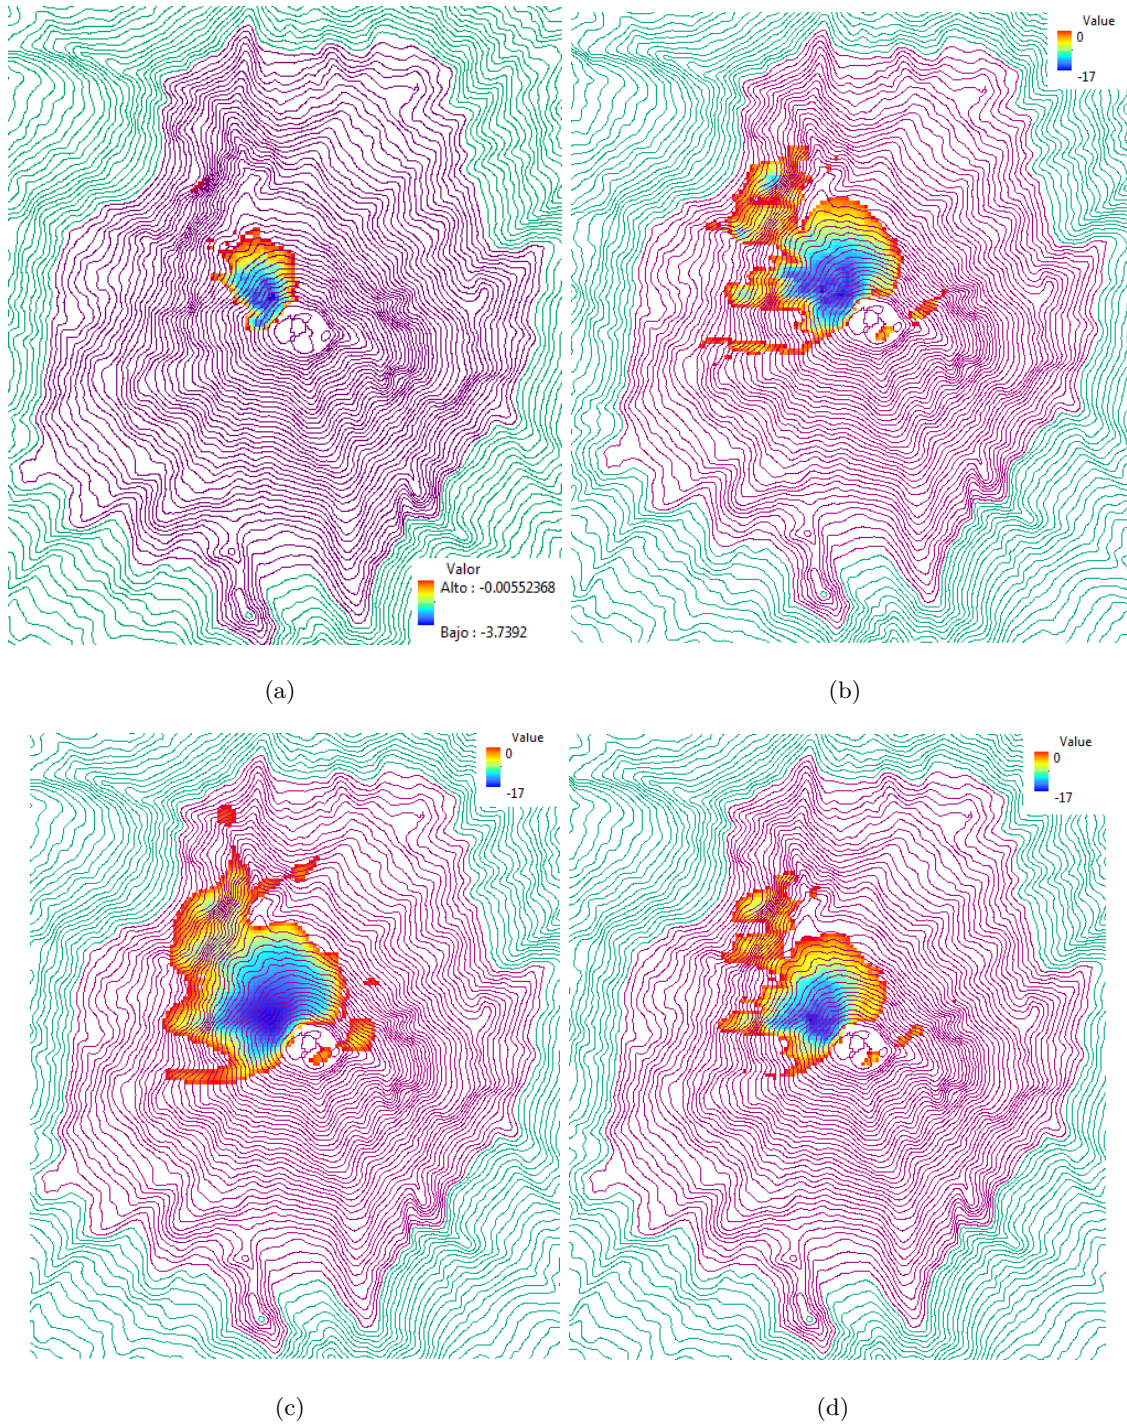 Value
0
-17
Valor
Alto : -0.00552368
Bajo : -3.7392
(a)
(b)
Value
0
-17
Value
0
-17
(c)
(d)